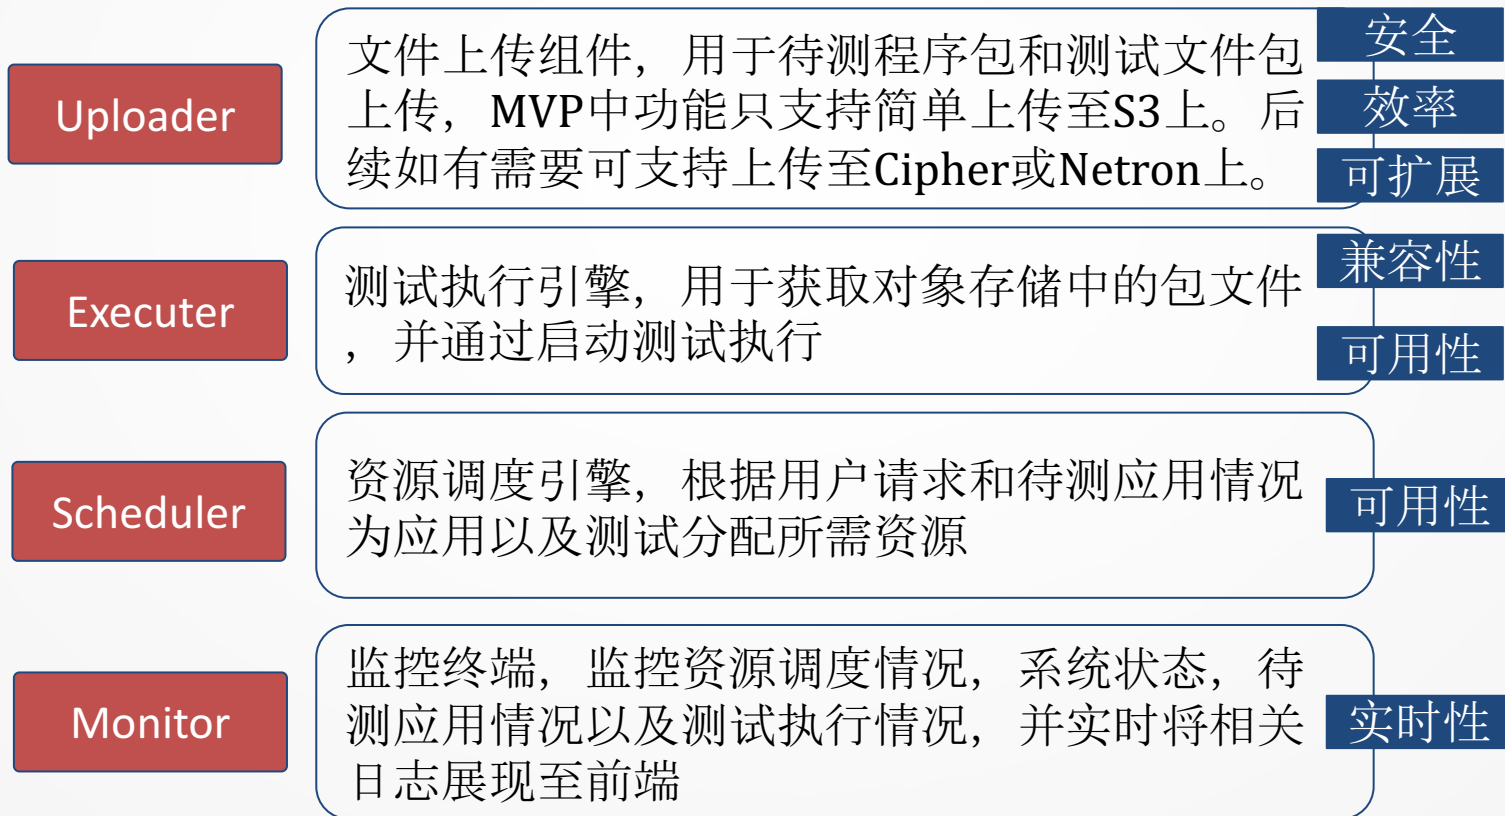 Uploader
文件上传组件，用于待测程序包和测试文件包
上传，MVP中功能只支持简单上传至S3上。后
续如有需要可支持上传至Cipher或Netron上。
安全
效率
可扩展
Executer
测试执行引擎，用于获取对象存储中的包文件
，并通过启动测试执行
兼容性
可用性
Scheduler
资源调度引擎，根据用户请求和待测应用情况
为应用以及测试分配所需资源
可用性
Monitor
监控终端，监控资源调度情况，系统状态，待
测应用情况以及测试执行情况，并实时将相关
日志展现至前端
实时性